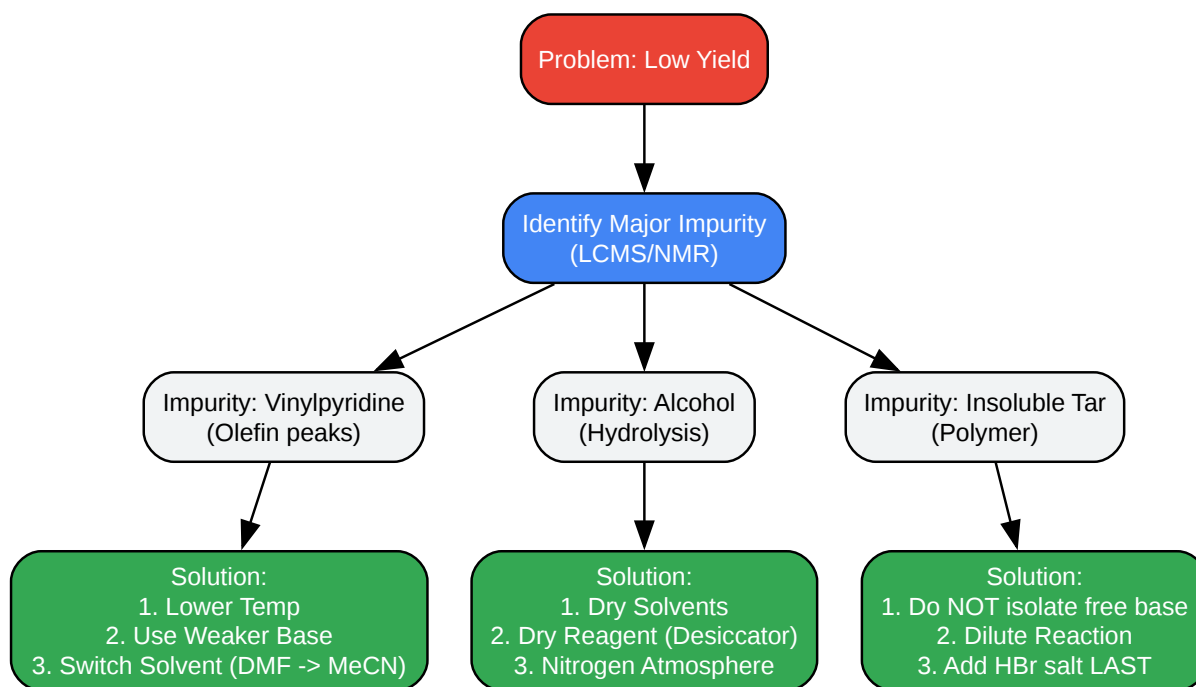 Problem: Low Yield
Identify Major Impurity
(LCMS/NMR)
Impurity: Vinylpyridine
(Olefin peaks)
Impurity: Alcohol
(Hydrolysis)
Impurity: Insoluble Tar
(Polymer)
Solution:
1. Lower Temp
2. Use Weaker Base
3. Switch Solvent (DMF -> MeCN)
Solution:
1. Dry Solvents
2. Dry Reagent (Desiccator)
3. Nitrogen Atmosphere
Solution:
1. Do NOT isolate free base
2. Dilute Reaction
3. Add HBr salt LAST